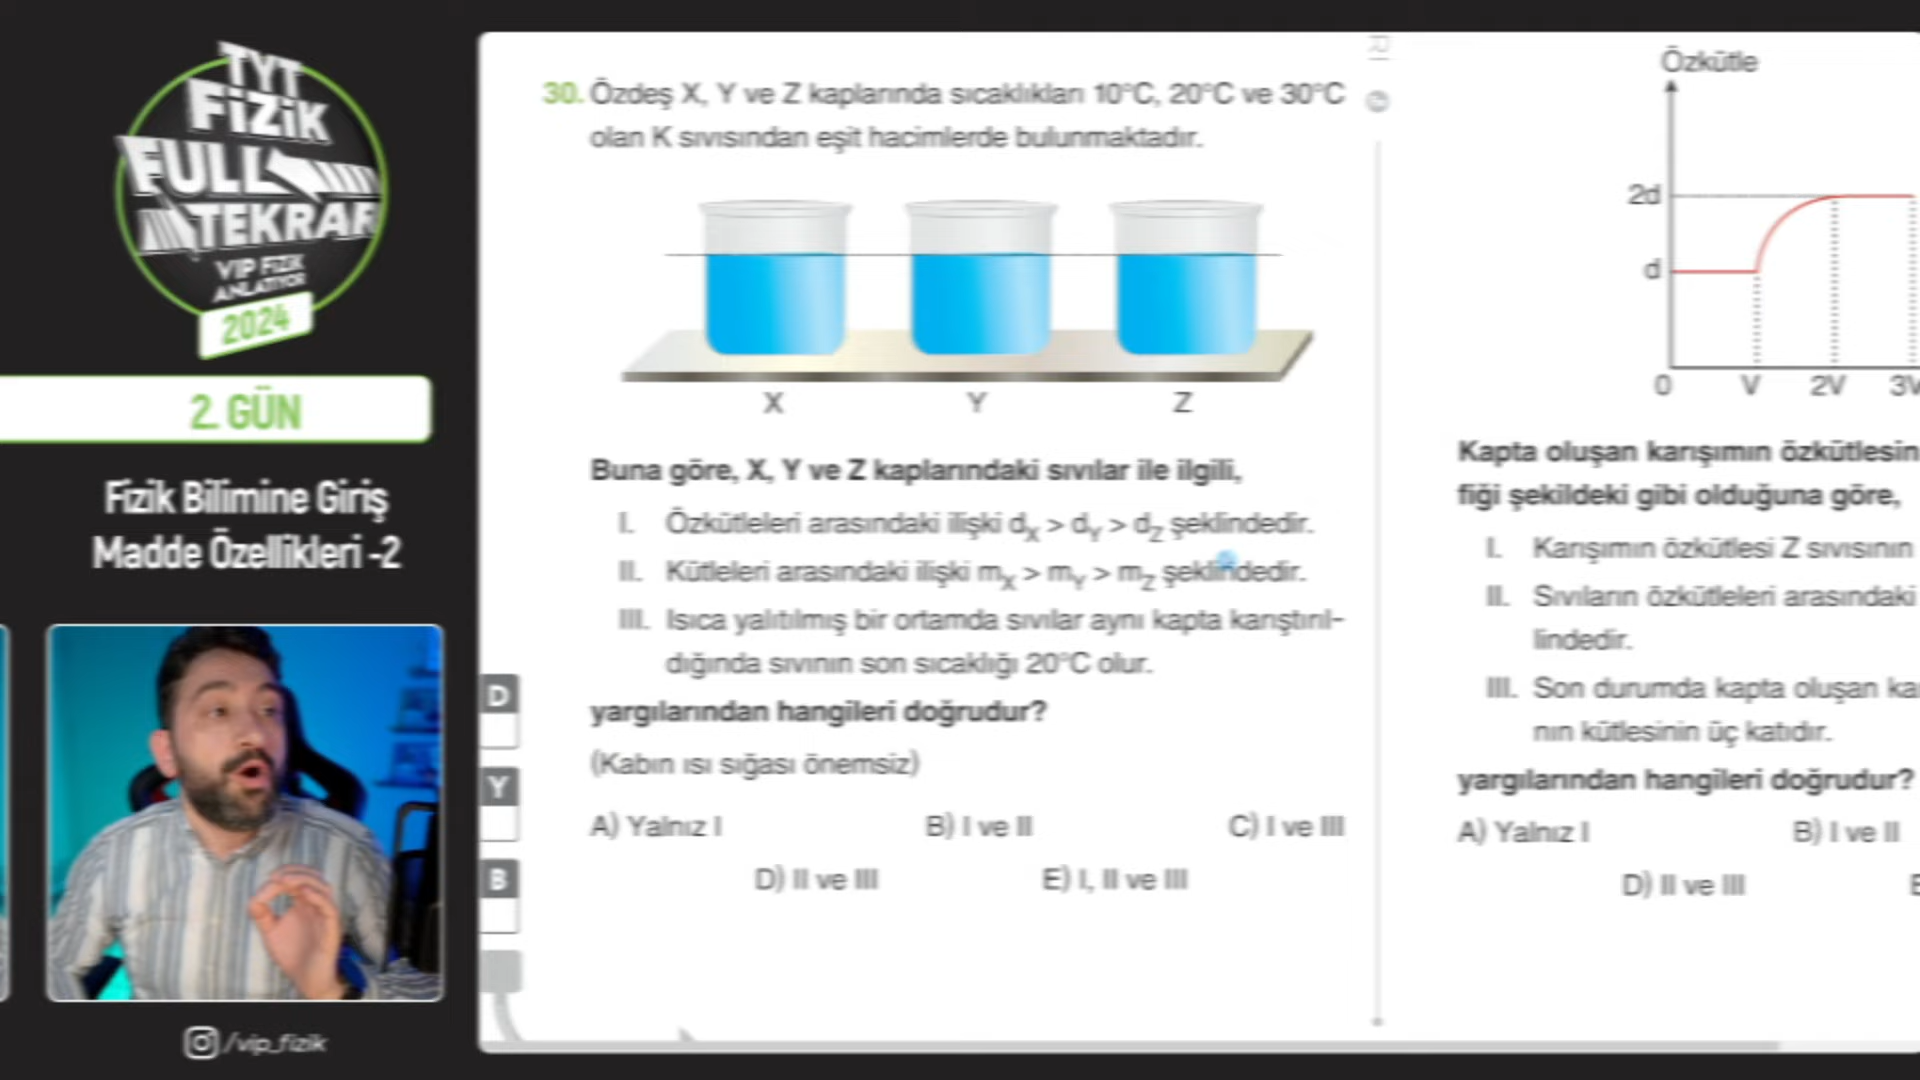 TYT
FİZİK
FULL
TEKRAR
VIP FİZİK
ANLATIYOR
2024
2. GÜN
Fizik Bilimine Giriş
Madde Özellikleri -2
/vip_fizik
30. Özdeş X, Y ve Z kaplarında sıcaklıkları 10°C, 20°C ve 30°C
olan K sıvısından eşit hacimlerde bulunmaktadır.
X Y Z
Buna göre, X, Y ve Z kaplarındaki sıvılar ile ilgili,
I. Özkütleleri arasındaki ilişki dX > dY > dZ şeklindedir.
II. Kütleleri arasındaki ilişki mX > mY > mZ şeklindedir.
III. Isıca yalıtılmış bir ortamda sıvılar aynı kapta karıştırıl-
dığında sıvının son sıcaklığı 20°C olur.
yargılarından hangileri doğrudur?
(Kabın ısı sığası önemsiz)
A) Yalnız I B) I ve II C) I ve III
D) II ve III E) I, II ve III
D
Y
B
Özkütle
2d
d
0 V 2V 3V
Kapta oluşan karışımın özkütlesin
fiği şekildeki gibi olduğuna göre,
I. Karışımın özkütlesi Z sıvısının
II. Sıvıların özkütleleri arasındaki
lindedir.
III. Son durumda kapta oluşan ka
nın kütlesinin üç katıdır.
yargılarından hangileri doğrudur?
A) Yalnız I B) I ve II
D) II ve III E